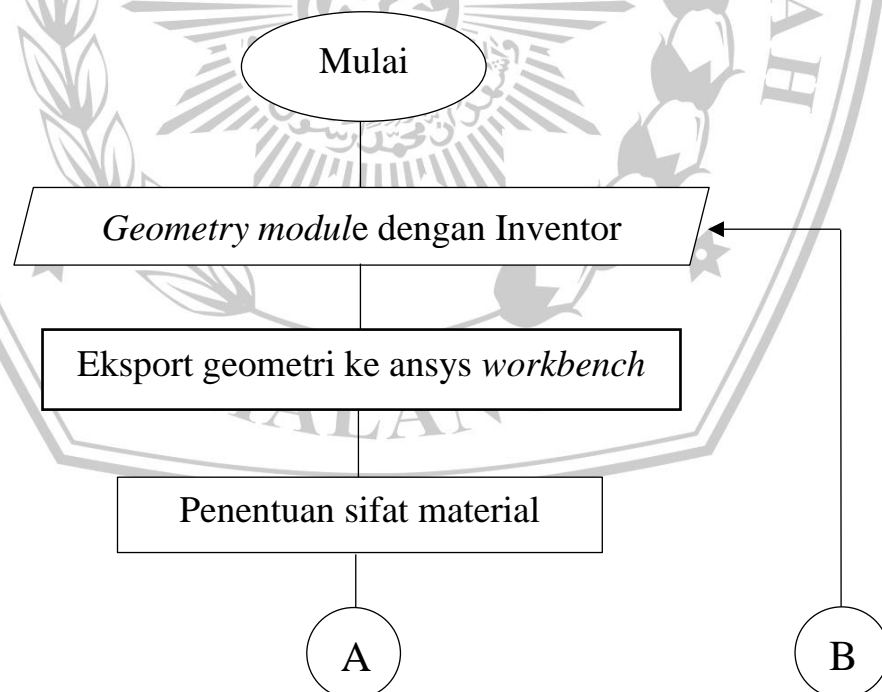 Mulai
Geometry module dengan Inventor
Eksport geometri ke ansys workbench
Penentuan sifat material
A
B